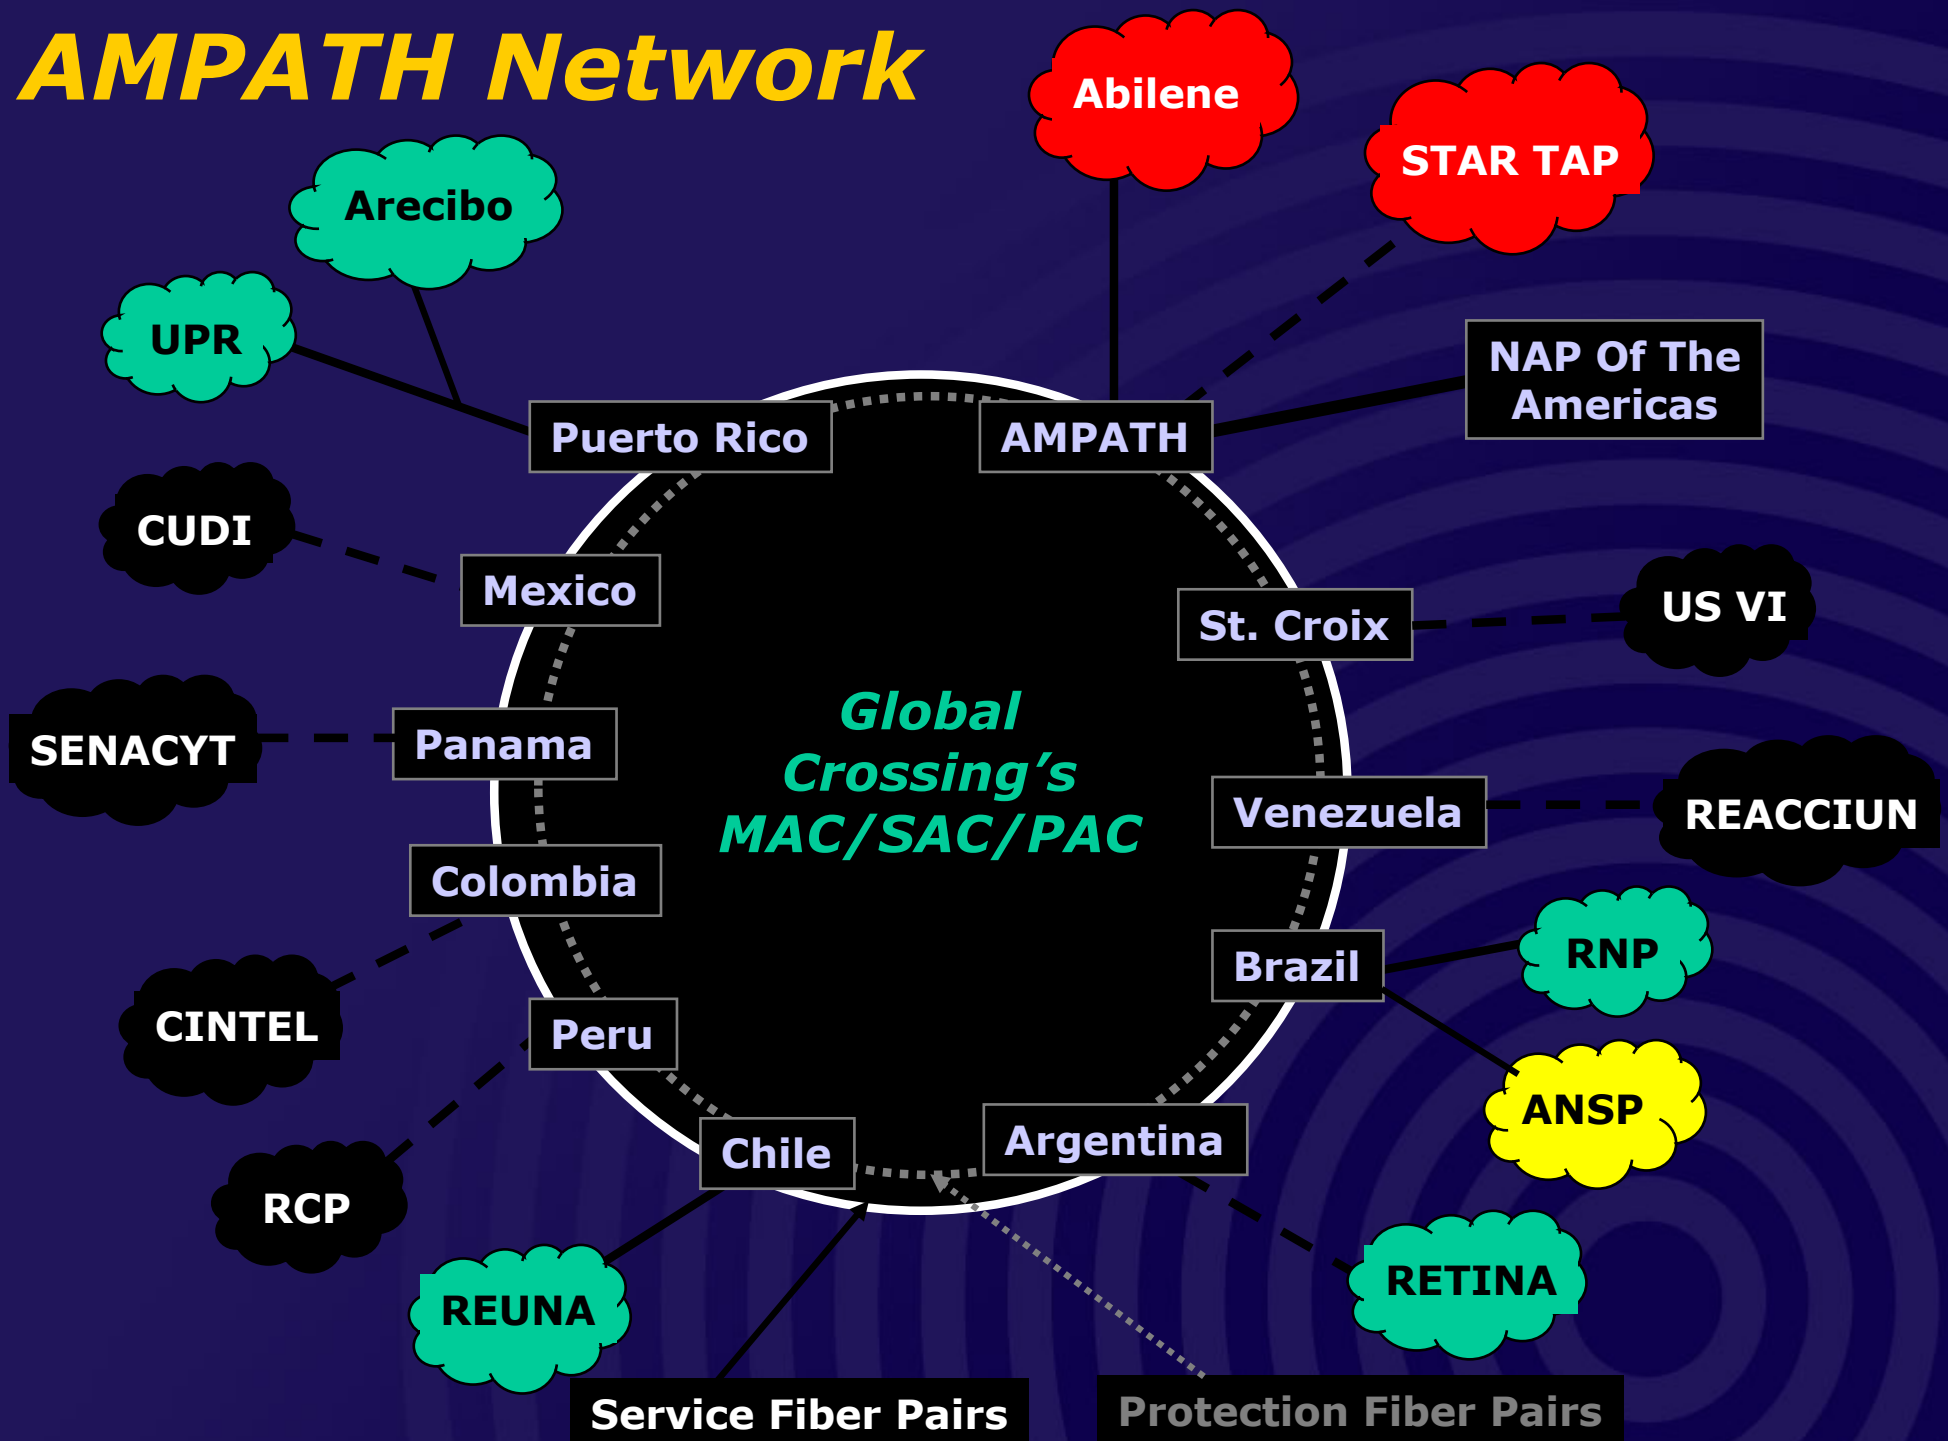 AMPATH Network
Abilene
STAR TAP
Arecibo
UPR
NAP Of The
Americas
Puerto Rico
AMPATH
CUDI
Mexico
St. Croix
US VI
SENACYT
Panama
Global
Crossing’s
MAC/SAC/PAC
Venezuela
REACCIUN
Colombia
Brazil
RNP
CINTEL
Peru
ANSP
Chile
Argentina
RCP
REUNA
RETINA
Service Fiber Pairs
Protection Fiber Pairs